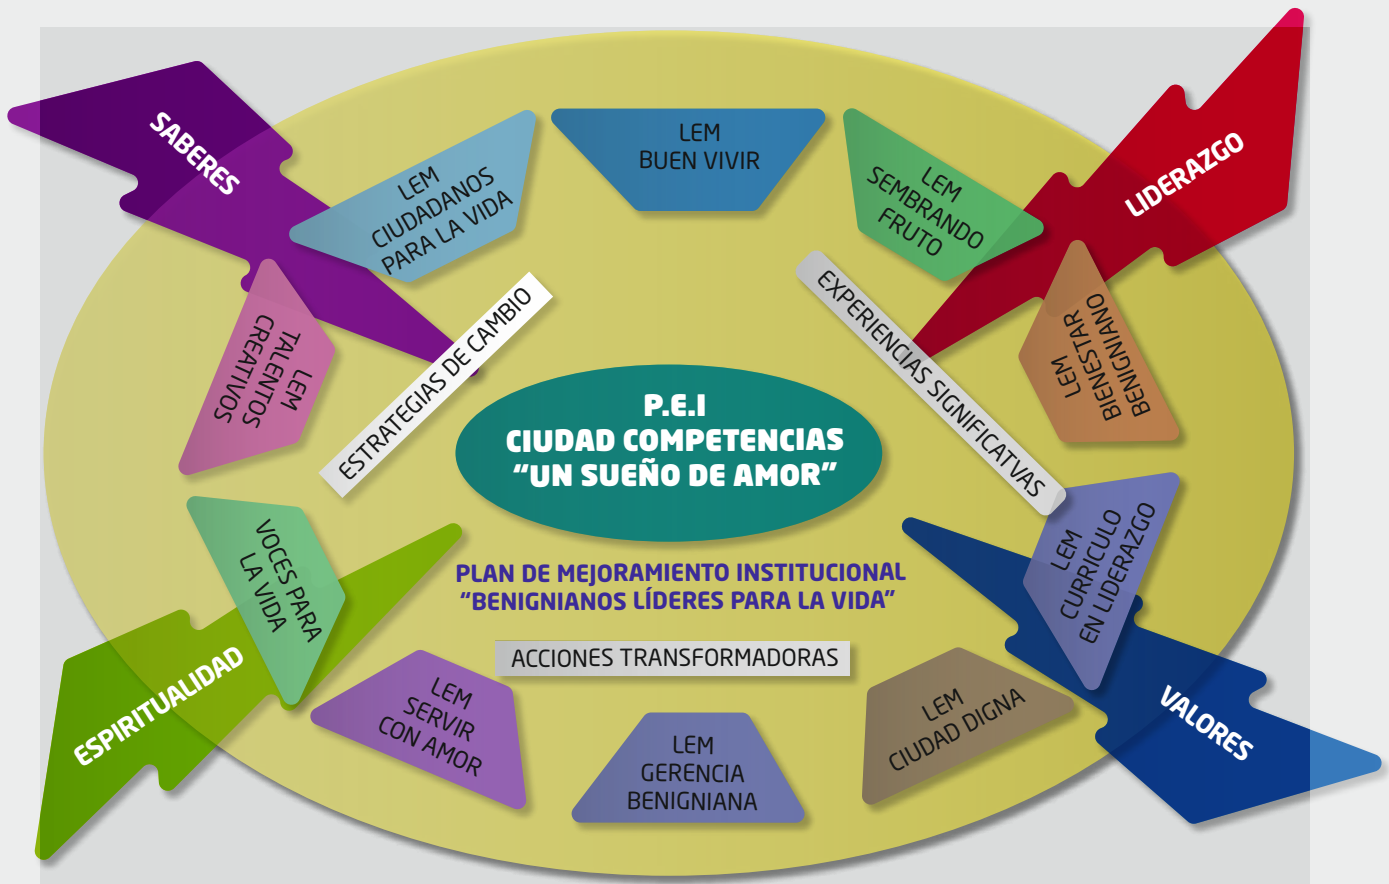 SABERES
LIDERAZGO
LEM
CIUDADANOS
PARA LA VIDA
LEM
BUEN VIVIR
LEM
SEMBRANDO
FRUTO
LEM
TALENTOS
CREATIVOS
ESTRATEGIAS DE CAMBIO
EXPERIENCIAS SIGNIFICATVAS
LEM
BIENESTAR
BENIGNIANO
P.E.I
CIUDAD COMPETENCIAS
“UN SUEÑO DE AMOR”
VOCES PARA
LA VIDA
PLAN DE MEJORAMIENTO INSTITUCIONAL
“BENIGNIANOS LÍDERES PARA LA VIDA”
LEM
CURRICULO
EN LIDERAZGO
ACCIONES TRANSFORMADORAS
ESPIRITUALIDAD
VALORES
LEM
SERVIR
CON AMOR
LEM
GERENCIA
BENIGNIANA
LEM
CIUDAD DIGNA